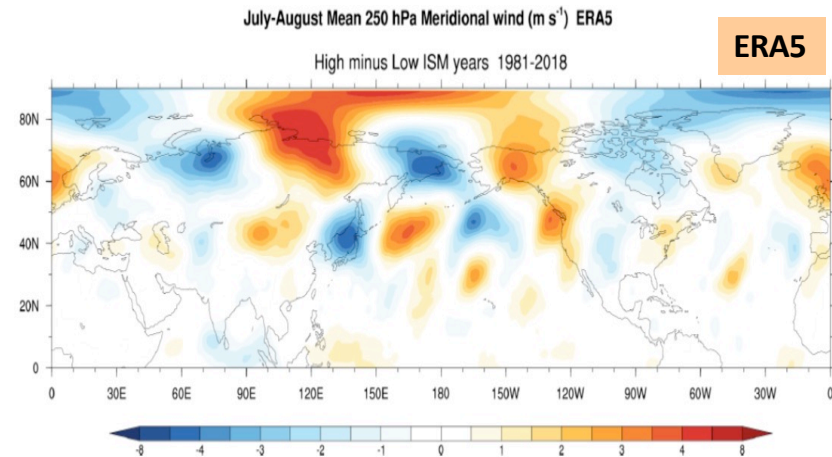 July-August Mean 250 hPa Meridional wind (m s⁻¹) ERA5
ERA5
High minus Low ISM years 1981-2018
80N
60N
40N
20N
0
0 30E 60E 90E 120E 150E 180 150W 120W 90W 60W 30W 0
-8 -4 -3 -2 -1 0 1 2 3 4 8